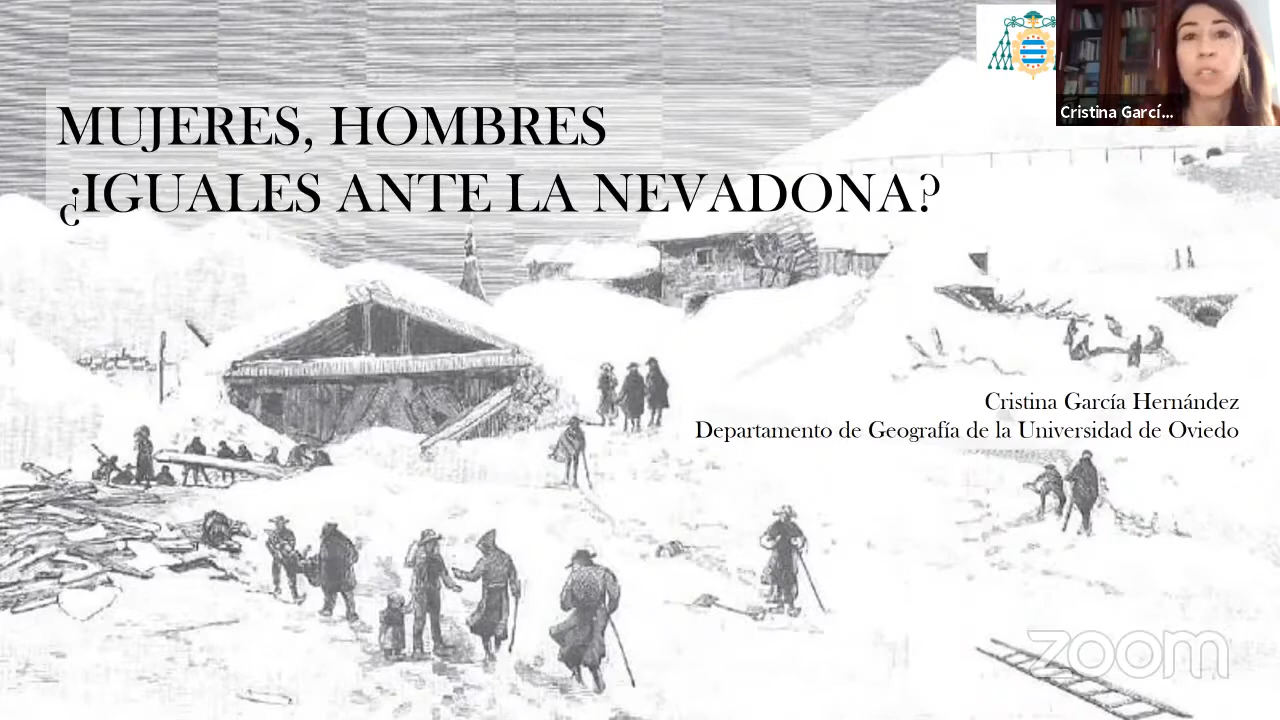 MUJERES, HOMBRES
¿IGUALES ANTE LA NEVADONA?
Cristina Garcí...
Cristina García Hernández
Departamento de Geografía de la Universidad de Oviedo
zoom